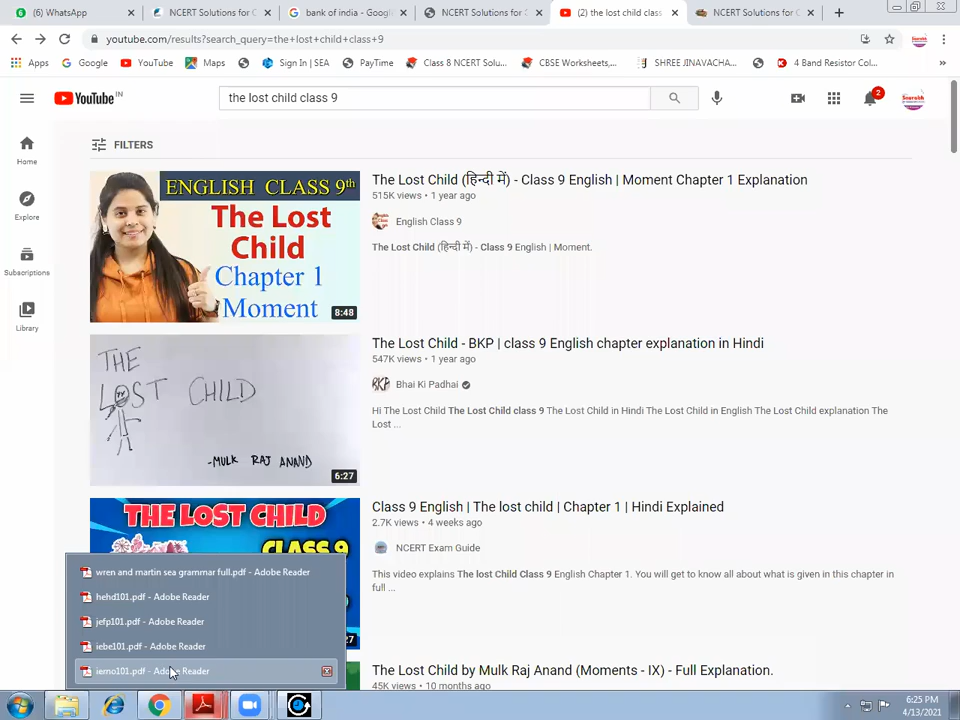 (6) WhatsApp
NCERT Solutions for C
bank of india - Googl
NCERT Solutions for C
(2) the lost child class
NCERT Solutions for C
youtube.com/results?search_query=the+lost+child+class+9
Apps
Google
YouTube
Maps
Sign In | SEA
PayTime
Class 8 NCERT Solu...
CBSE Worksheets,...
SHREE JINAVACHA...
4 Band Resistor Col...
YouTube IN
the lost child class 9
2
FILTERS
Home
Explore
Subscriptions
Library
ENGLISH CLASS 9th
The Lost
Child
Chapter 1
Moment
8:48
The Lost Child (हिन्दी में) - Class 9 English | Moment Chapter 1 Explanation
515K views • 1 year ago
English Class 9
The Lost Child (हिन्दी में) - Class 9 English | Moment.
THE
LOST CHILD
-MULK RAJ ANAND
6:27
The Lost Child - BKP | class 9 English chapter explanation in Hindi
547K views • 1 year ago
BKP
Bhai Ki Padhai
Hi The Lost Child The Lost Child class 9 The Lost Child in Hindi The Lost Child in English The Lost Child explanation The
Lost ...
THE LOST CHILD
CLASS 9
Class 9 English | The lost child | Chapter 1 | Hindi Explained
2.7K views • 4 weeks ago
NCERT Exam Guide
This video explains The lost Child Class 9 English Chapter 1. You will get to know all about what is given in this chapter in
full ...
The Lost Child by Mulk Raj Anand (Moments - IX) - Full Explanation.
45K views • 10 months ago
wren and martin sea grammar full.pdf - Adobe Reader
hehd101.pdf - Adobe Reader
jefp101.pdf - Adobe Reader
iebe101.pdf - Adobe Reader
iemo101.pdf - Adobe Reader
6:25 PM
4/13/2021